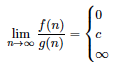 lim n→∞ f(n)/g(n) = { 0
c
∞